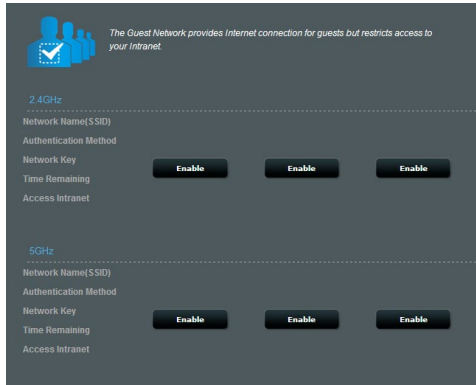 The Guest Network provides Internet connection for guests but restricts access to
your Intranet.
2.4GHz
Network Name(SSID)
Authentication Method
Network Key
Enable Enable Enable
Time Remaining
Access Intranet
5GHz
Network Name(SSID)
Authentication Method
Network Key
Enable Enable Enable
Time Remaining
Access Intranet